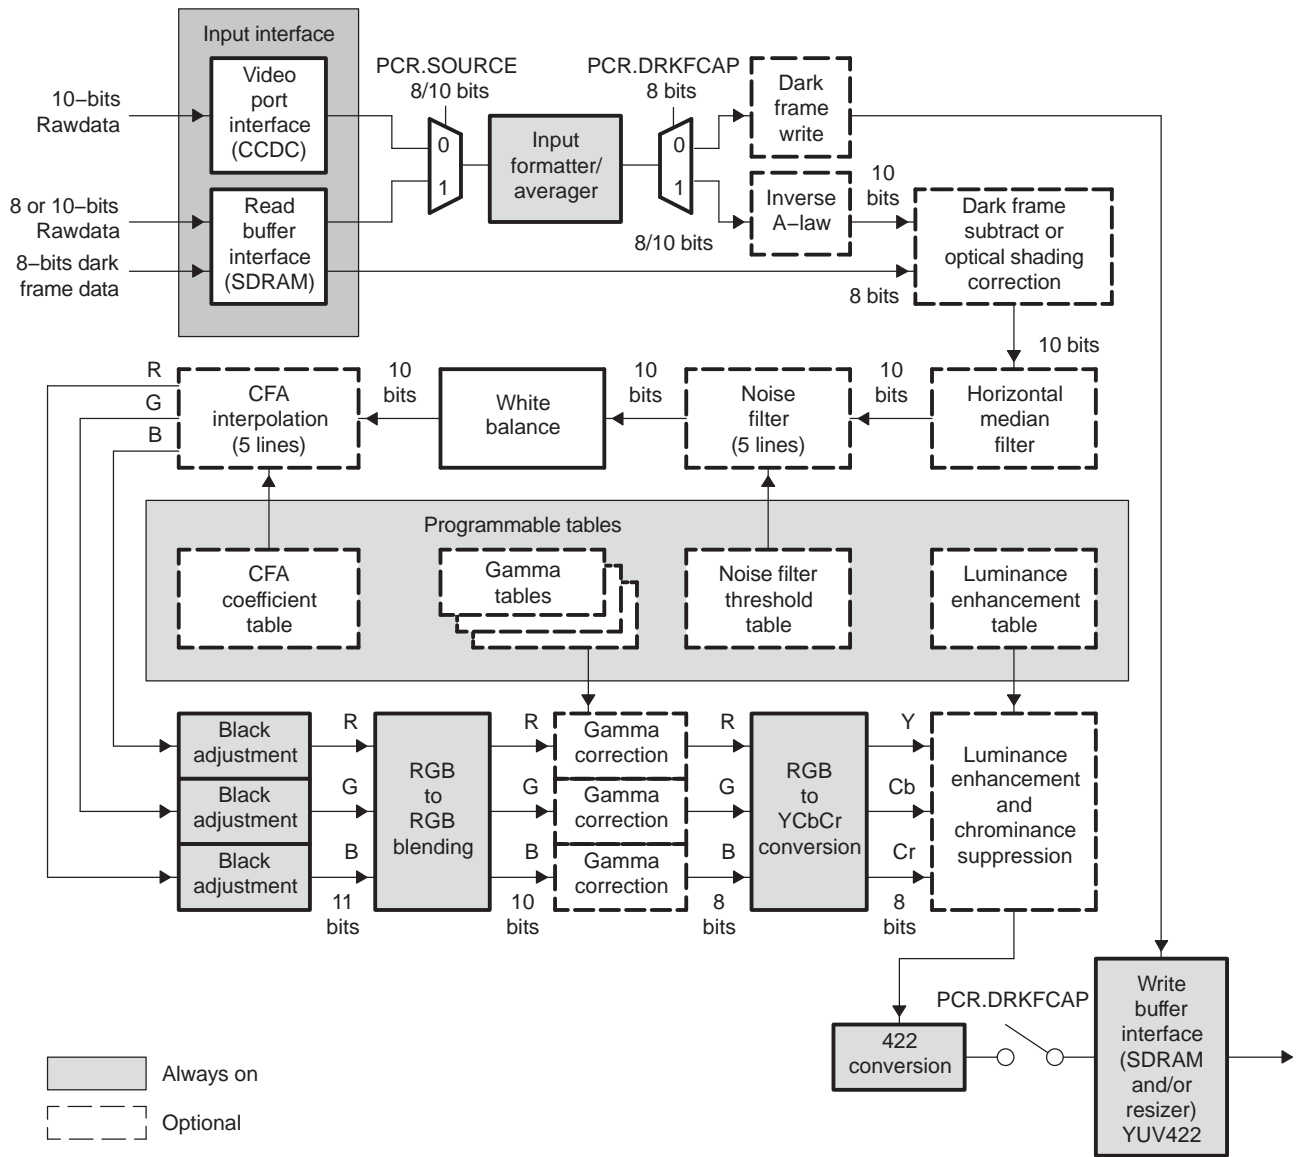 Input interface
Video
port
interface
(CCDC)
10−bits
Rawdata
Read
buffer
interface
(SDRAM)
8 or 10−bits
Rawdata
8−bits dark
frame data
PCR.SOURCE
8/10 bits
0
1
Input
formatter/
averager
PCR.DRKFCAP
8 bits
0
1
8/10 bits
Dark
frame
write
Inverse
A−law
10
bits
8 bits
Dark frame
subtract or
optical shading
correction
10 bits
R
G
B
CFA
interpolation
(5 lines)
10
bits
White
balance
10
bits
Noise
filter
(5 lines)
10
bits
Horizontal
median
filter
Programmable tables
CFA
coefficient
table
Gamma
tables
Noise filter
threshold
table
Luminance
enhancement
table
Black
adjustment
Black
adjustment
Black
adjustment
R
G
B
11
bits
RGB
to
RGB
blending
R
G
B
10
bits
Gamma
correction
Gamma
correction
Gamma
correction
R
G
B
8
bits
RGB
to
YCbCr
conversion
Y
Cb
Cr
8
bits
Luminance
enhancement
and
chrominance
suppression
422
conversion
PCR.DRKFCAP
Write
buffer
interface
(SDRAM
and/or
resizer)
YUV422
Always on
Optional